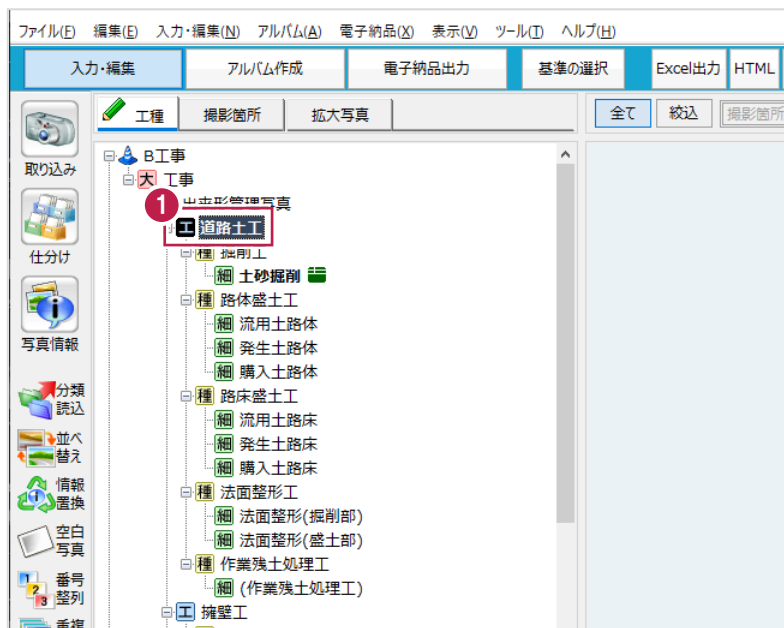 ファイル(F) 編集(E) 入力・編集(N) アルバム(A) 電子納品(X) 表示(V) ツール(T) ヘルプ(H)
入力・編集 アルバム作成 電子納品出力 基準の選択 Excel出力 HTML
工種 撮影箇所 拡大写真 全て 絞込 撮影箇所
取り込み
仕分け
写真情報
分類
読込
並べ
替え
情報
置換
空白
写真
番号
整列
重複
B工事
大 工事
1
出来形管理写真
工 道路土工
種 掘削工
細 土砂掘削
種 路体盛土工
細 流用土路体
細 発生土路体
細 購入土路体
種 路床盛土工
細 流用土路床
細 発生土路床
細 購入土路床
種 法面整形工
細 法面整形(掘削部)
細 法面整形(盛土部)
種 作業残土処理工
細 (作業残土処理工)
工 擁壁工